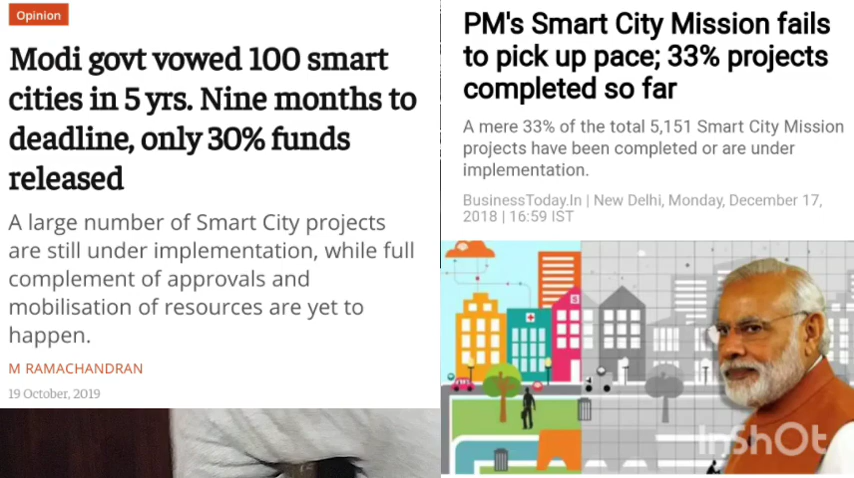 Opinion
Modi govt vowed 100 smart
cities in 5 yrs. Nine months to
deadline, only 30% funds
released
A large number of Smart City projects
are still under implementation, while full
complement of approvals and
mobilisation of resources are yet to
happen.
M RAMACHANDRAN
19 October, 2019
PM's Smart City Mission fails
to pick up pace; 33% projects
completed so far
A mere 33% of the total 5,151 Smart City Mission
projects have been completed or are under
implementation.
BusinessToday.In | New Delhi, Monday, December 17,
2018 | 16:59 IST
S
InShOt